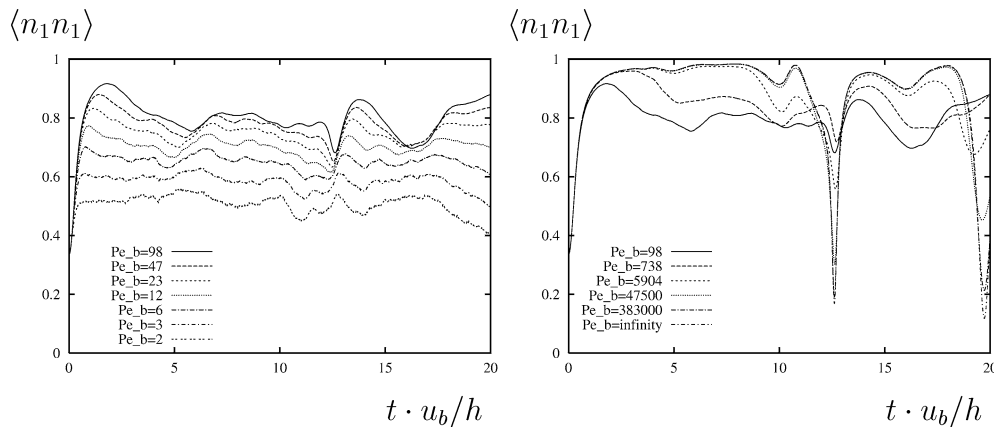 ⟨n₁n₁⟩
1
0.8
0.6
0.4
0.2
0
Pe_b=98
Pe_b=47
Pe_b=23
Pe_b=12
Pe_b=6
Pe_b=3
Pe_b=2
0 5 10 15 20
t · u_b/h
⟨n₁n₁⟩
1
0.8
0.6
0.4
0.2
0
Pe_b=98
Pe_b=738
Pe_b=5904
Pe_b=47500
Pe_b=383000
Pe_b=infinity
0 5 10 15 20
t · u_b/h